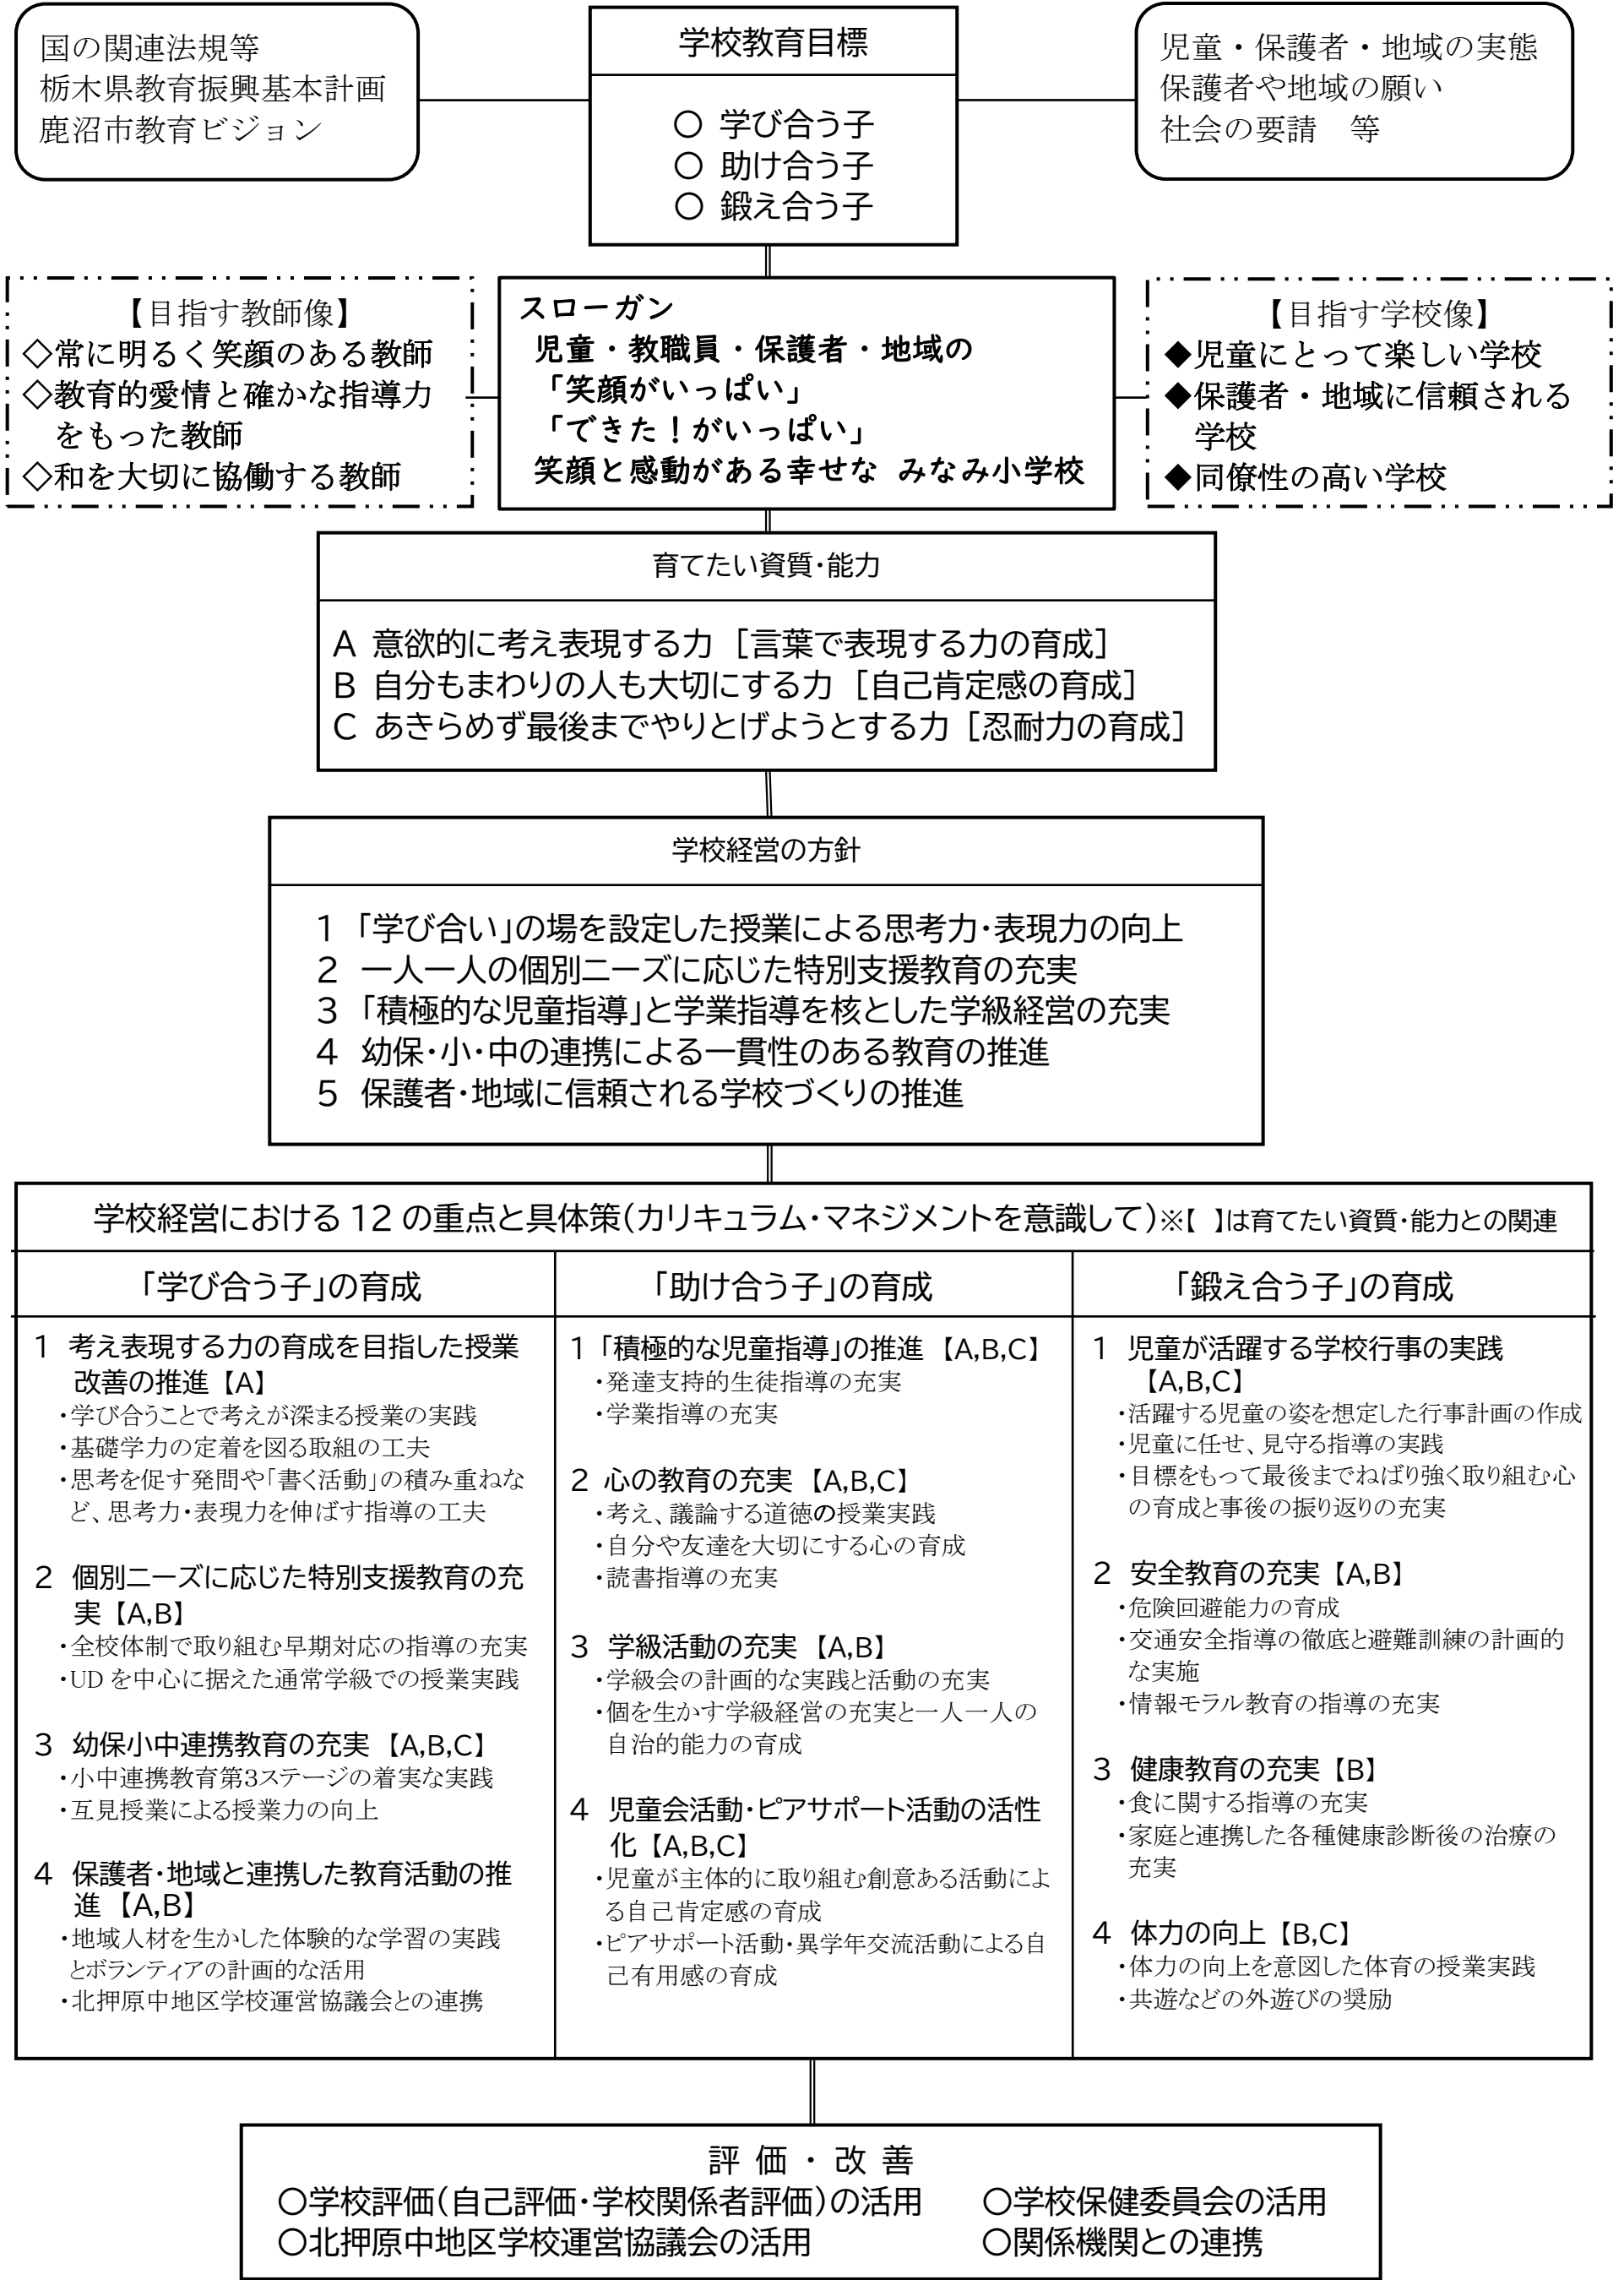 国の関連法規等
栃木県教育振興基本計画
鹿沼市教育ビジョン
学校教育目標
○ 学び合う子
○ 助け合う子
○ 鍛え合う子
児童・保護者・地域の実態
保護者や地域の願い
社会の要請　等
【目指す教師像】
◇常に明るく笑顔のある教師
◇教育的愛情と確かな指導力
をもった教師
◇和を大切に協働する教師
スローガン
児童・教職員・保護者・地域の
「笑顔がいっぱい」
「できた！がいっぱい」
笑顔と感動がある幸せな みなみ小学校
【目指す学校像】
◆児童にとって楽しい学校
◆保護者・地域に信頼される
学校
◆同僚性の高い学校
育てたい資質・能力
A 意欲的に考え表現する力 [言葉で表現する力の育成]
B 自分もまわりの人も大切にする力 [自己肯定感の育成]
C あきらめず最後までやりとげようとする力 [忍耐力の育成]
学校経営の方針
1 「学び合い」の場を設定した授業による思考力・表現力の向上
2 一人一人の個別ニーズに応じた特別支援教育の充実
3 「積極的な児童指導」と学業指導を核とした学級経営の充実
4 幼保・小・中の連携による一貫性のある教育の推進
5 保護者・地域に信頼される学校づくりの推進
学校経営における 12 の重点と具体策(カリキュラム・マネジメントを意識して)※【 】は育てたい資質・能力との関連
「学び合う子」の育成
1 考え表現する力の育成を目指した授業
改善の推進【A】
・学び合うことで考えが深まる授業の実践
・基礎学力の定着を図る取組の工夫
・思考を促す発問や「書く活動」の積み重ねな
ど、思考力・表現力を伸ばす指導の工夫
2 個別ニーズに応じた特別支援教育の充
実【A,B】
・全校体制で取り組む早期対応の指導の充実
・UD を中心に据えた通常学級での授業実践
3 幼保小中連携教育の充実 【A,B,C】
・小中連携教育第3ステージの着実な実践
・互見授業による授業力の向上
4 保護者・地域と連携した教育活動の推
進 【A,B】
・地域人材を生かした体験的な学習の実践
とボランティアの計画的な活用
・北押原中地区学校運営協議会との連携
「助け合う子」の育成
1 「積極的な児童指導」の推進 【A,B,C】
・発達支持的生徒指導の充実
・学業指導の充実
2 心の教育の充実 【A,B,C】
・考え、議論する道徳の授業実践
・自分や友達を大切にする心の育成
・読書指導の充実
3 学級活動の充実 【A,B】
・学級会の計画的な実践と活動の充実
・個を生かす学級経営の充実と一人一人の
自治的能力の育成
4 児童会活動・ピアサポート活動の活性
化【A,B,C】
・児童が主体的に取り組む創意ある活動によ
る自己肯定感の育成
・ピアサポート活動・異学年交流活動による自
己有用感の育成
「鍛え合う子」の育成
1 児童が活躍する学校行事の実践
【A,B,C】
・活躍する児童の姿を想定した行事計画の作成
・児童に任せ、見守る指導の実践
・目標をもって最後までねばり強く取り組む心
の育成と事後の振り返りの充実
2 安全教育の充実【A,B】
・危険回避能力の育成
・交通安全指導の徹底と避難訓練の計画的
な実施
・情報モラル教育の指導の充実
3 健康教育の充実【B】
・食に関する指導の充実
・家庭と連携した各種健康診断後の治療の
充実
4 体力の向上【B,C】
・体力の向上を意図した体育の授業実践
・共遊などの外遊びの奨励
評 価 ・ 改 善
○学校評価(自己評価・学校関係者評価)の活用　○学校保健委員会の活用
○北押原中地区学校運営協議会の活用　○関係機関との連携